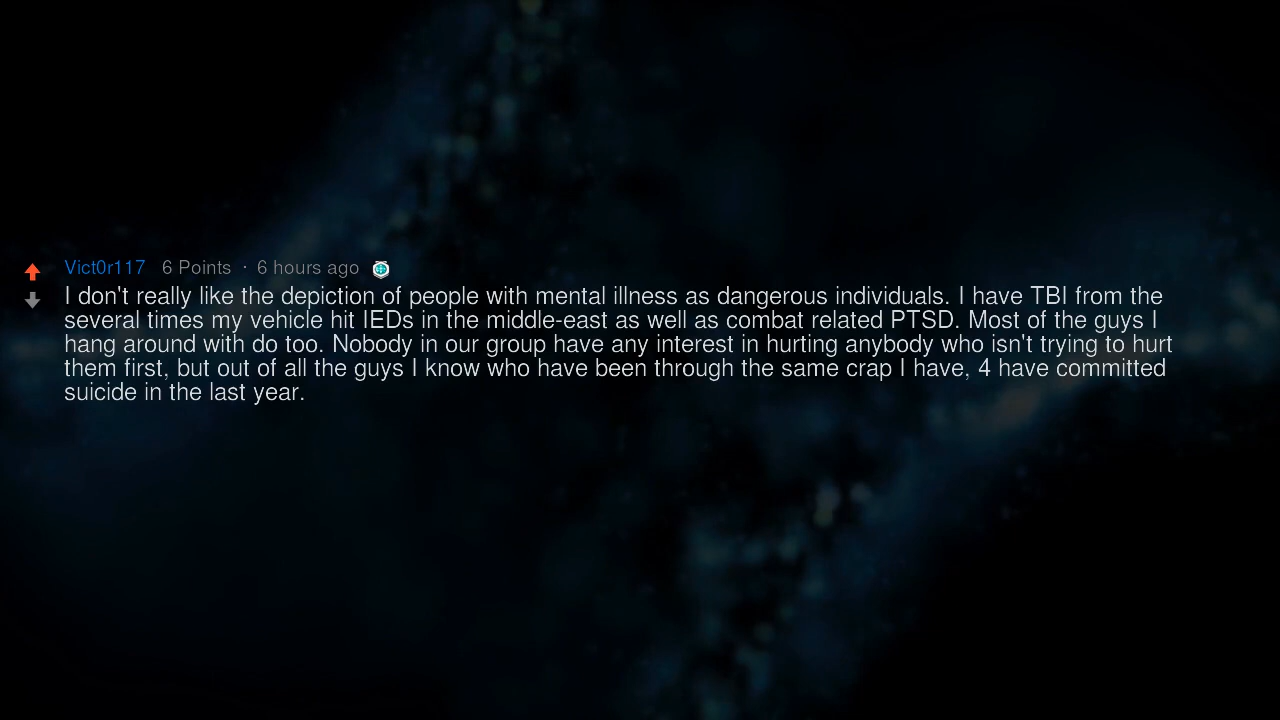 Vict0r117 6 Points · 6 hours ago
I don't really like the depiction of people with mental illness as dangerous individuals. I have TBI from the
several times my vehicle hit IEDs in the middle-east as well as combat related PTSD. Most of the guys I
hang around with do too. Nobody in our group have any interest in hurting anybody who isn't trying to hurt
them first, but out of all the guys I know who have been through the same crap I have, 4 have committed
suicide in the last year.